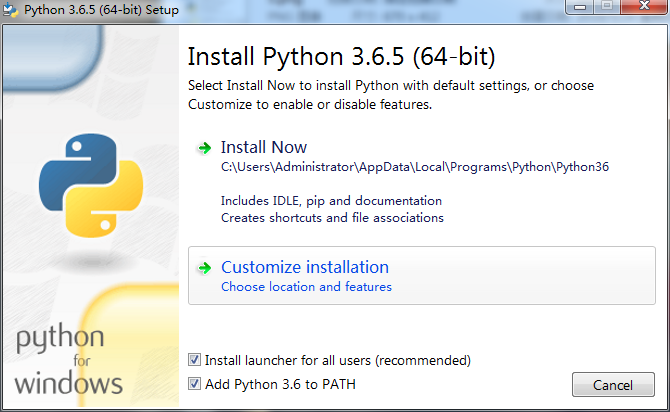 Python 3.6.5 (64-bit) Setup
Install Python 3.6.5 (64-bit)
Select Install Now to install Python with default settings, or choose
Customize to enable or disable features.
Install Now
C:\Users\Administrator\AppData\Local\Programs\Python\Python36
Includes IDLE, pip and documentation
Creates shortcuts and file associations
Customize installation
Choose location and features
python
for
windows
Install launcher for all users (recommended)
Add Python 3.6 to PATH
Cancel